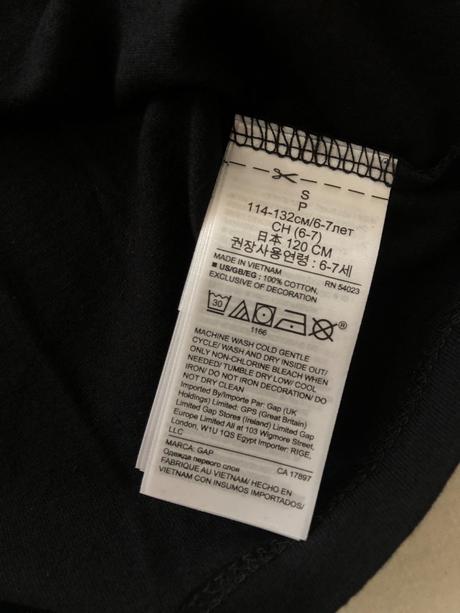 S
P
114-132см/6-7лет
CH (6-7)
日本 120 CM
권장사용연령 : 6-7세
MADE IN VIETNAM RN 54023
■ US/GB/EG : 100% COTTON,
EXCLUSIVE OF DECORATION
30
®
1166
MACHINE WASH COLD GENTLE
CYCLE/ WASH AND DRY INSIDE OUT/
ONLY NON-CHLORINE BLEACH WHEN
NEEDED/ TUMBLE DRY LOW/ COOL
IRON/ DO NOT IRON DECORATION/ DO
NOT DRY CLEAN
Imported By/Importe Par: Gap (UK
Holdings) Limited: GPS (Great Britain)
Limited Gap Stores (Ireland) Limited Gap
Europe Limited All at 103 Wigmore Street,
London, W1U 1QS Egypt Importer: RIGE,
LLC
MARCA: GAP CA 17897
Одежда первого слоя
FABRIQUÉ AU VIETNAM/ HECHO EN
VIETNAM CON INSUMOS IMPORTADOS/